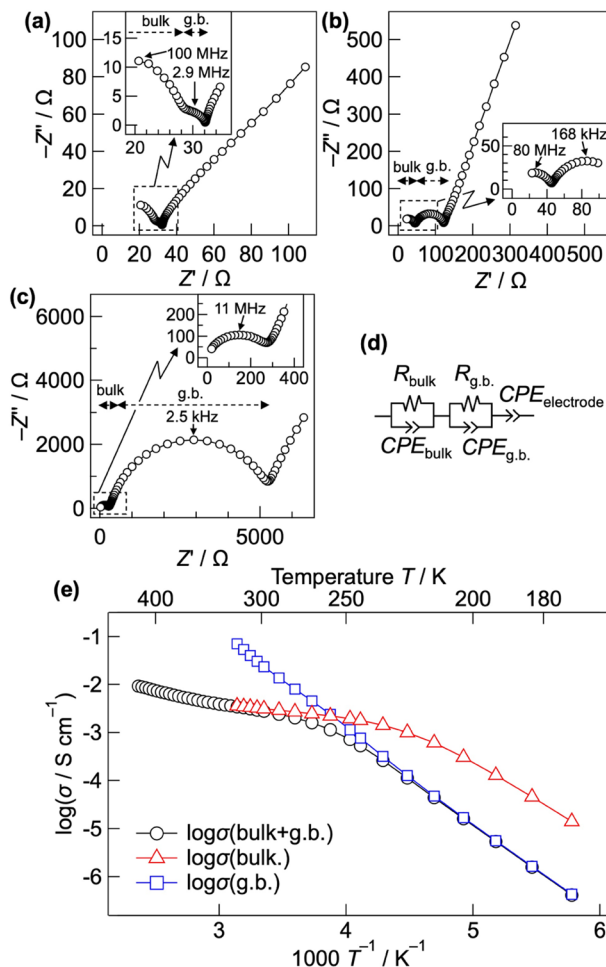 (a)
bulk g.b.
100 MHz
2.9 MHz
15
10
5
0
20 30
100
80
60
40
20
0
0 20 40 60 80 100
−Z'' / Ω
Z' / Ω
(b)
500
400
300
200
100
0
0 100 200 300 400 500
−Z'' / Ω
Z' / Ω
bulk g.b.
168 kHz
80 MHz
50
0
0 40 80
(c)
6000
4000
2000
0
0 5000
−Z'' / Ω
Z' / Ω
bulk
g.b.
2.5 kHz
11 MHz
200
100
0
0 200 400
(d)
Rbulk
Rg.b.
CPEelectrode
CPEbulk
CPEg.b.
(e)
Temperature T / K
400 300 250 200 180
-1
-2
-3
-4
-5
-6
log(σ / S cm⁻¹)
logσ(bulk+g.b.)
logσ(bulk.)
logσ(g.b.)
3 4 5 6
1000 T⁻¹ / K⁻¹